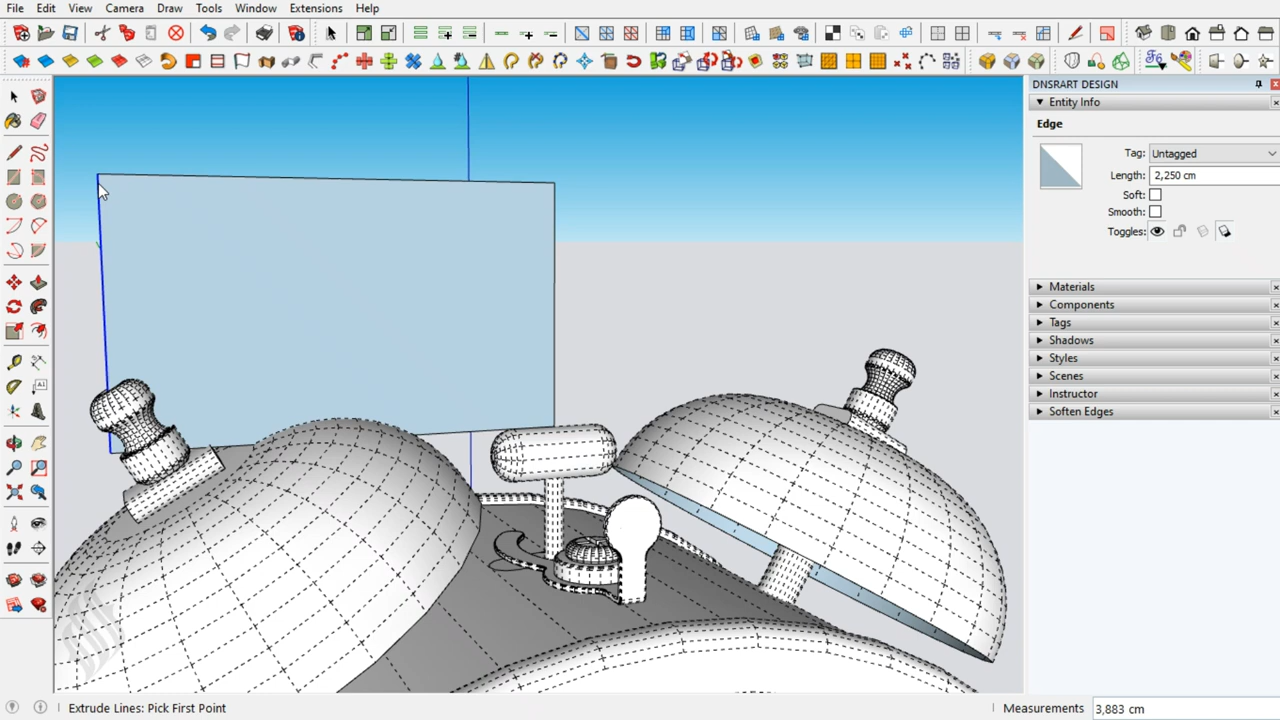 File Edit View Camera Draw Tools Window Extensions Help
DNSRART DESIGN
Entity Info
Edge
Tag: Untagged
Length: 2,250 cm
Soft:
Smooth:
Toggles:
Materials
Components
Tags
Shadows
Styles
Scenes
Instructor
Soften Edges
Extrude Lines: Pick First Point
Measurements 3,883 cm